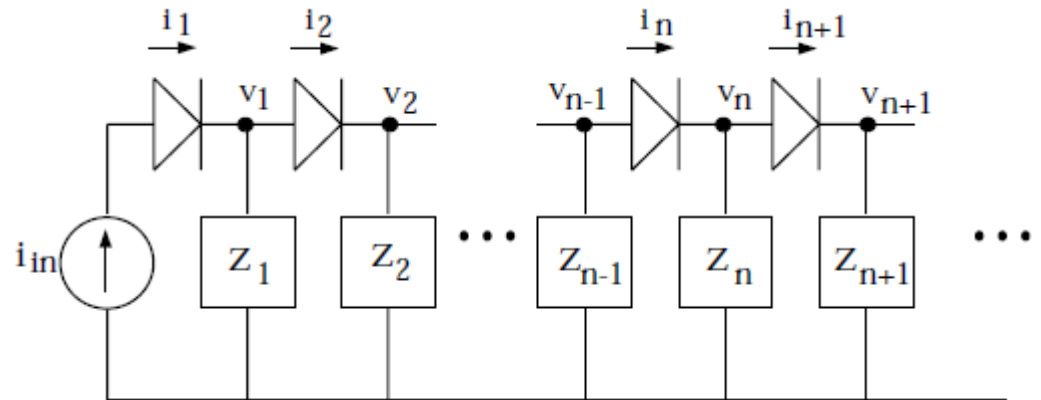 i1 i2 in in+1
v1 v2 vn-1 vn vn+1
iin Z1 Z2 ... Zn-1 Zn Zn+1 ...